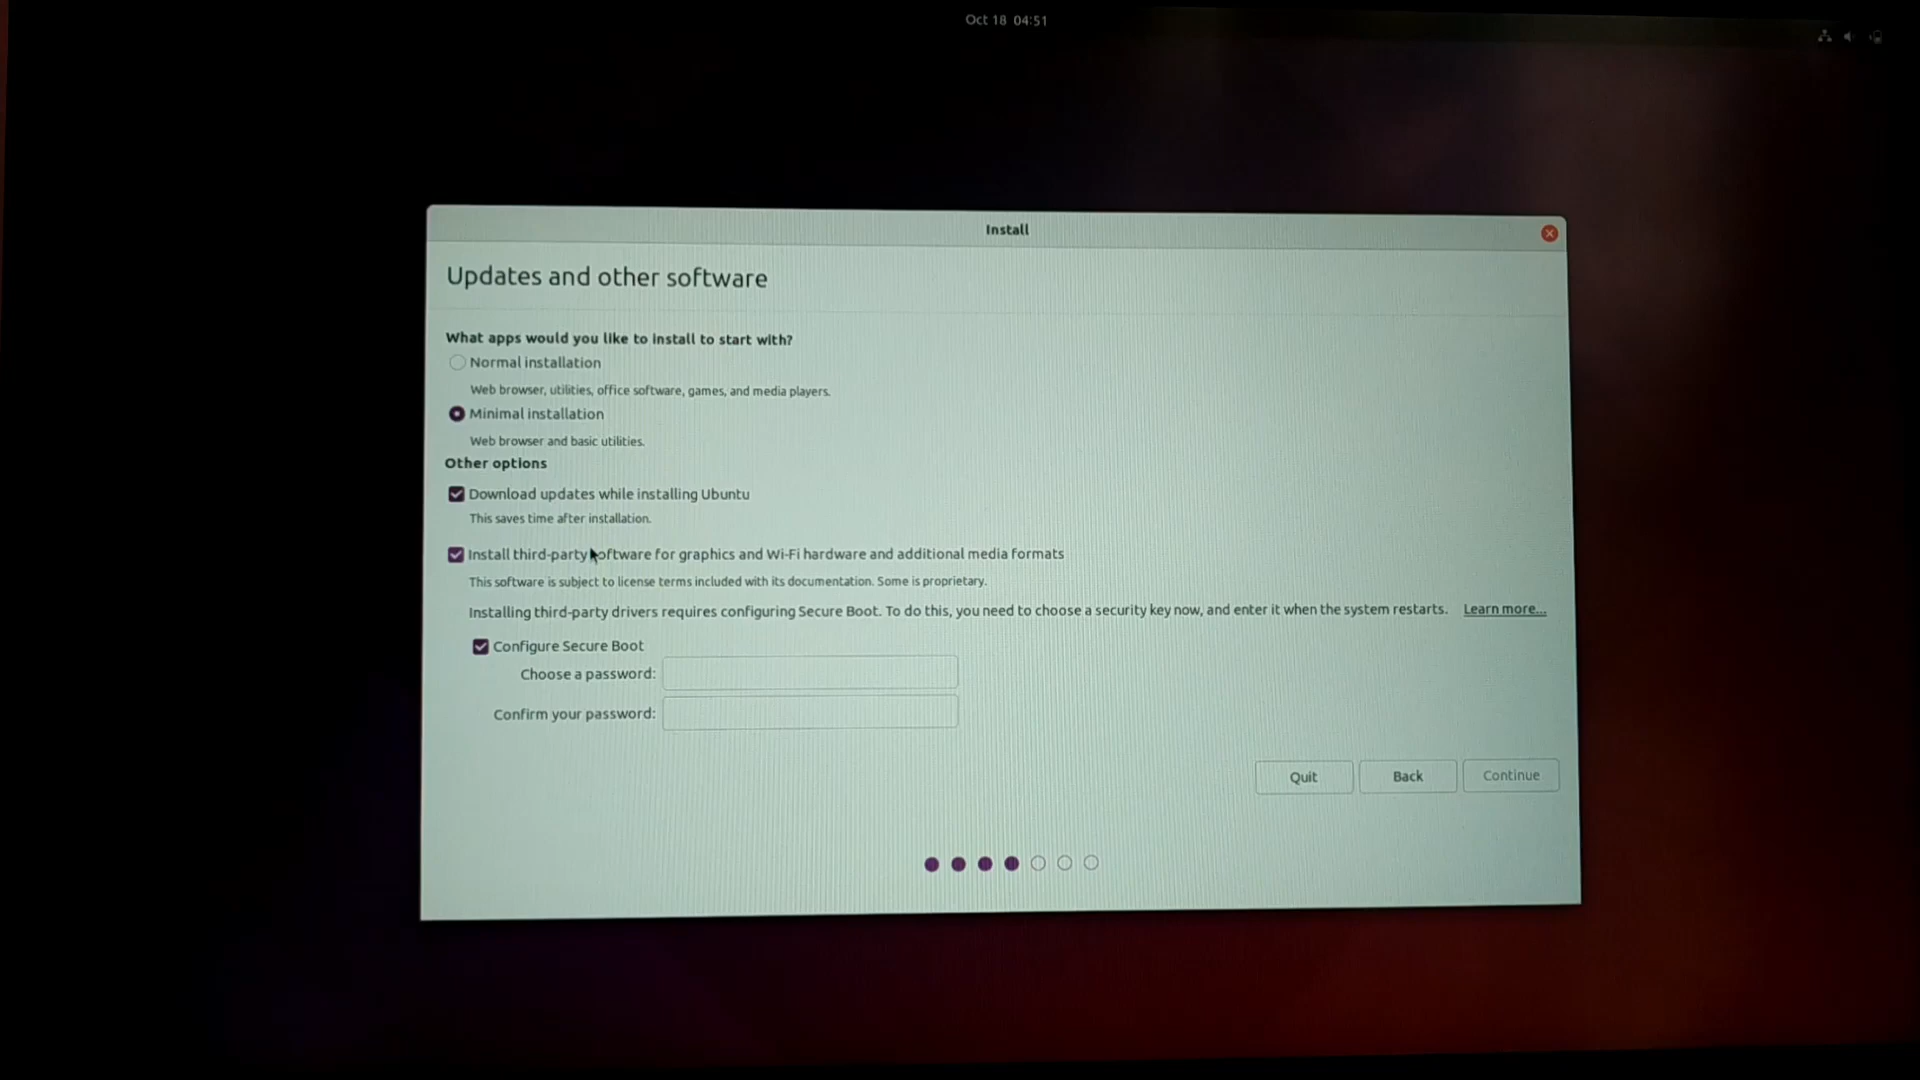 Oct 18 04:51
Install
Updates and other software
What apps would you like to install to start with?
Normal installation
Web browser, utilities, office software, games, and media players.
Minimal installation
Web browser and basic utilities.
Other options
Download updates while installing Ubuntu
This saves time after installation.
Install third-party software for graphics and Wi-Fi hardware and additional media formats
This software is subject to license terms included with its documentation. Some is proprietary.
Installing third-party drivers requires configuring Secure Boot. To do this, you need to choose a security key now, and enter it when the system restarts. Learn more...
Configure Secure Boot
Choose a password:
Confirm your password:
Quit Back Continue